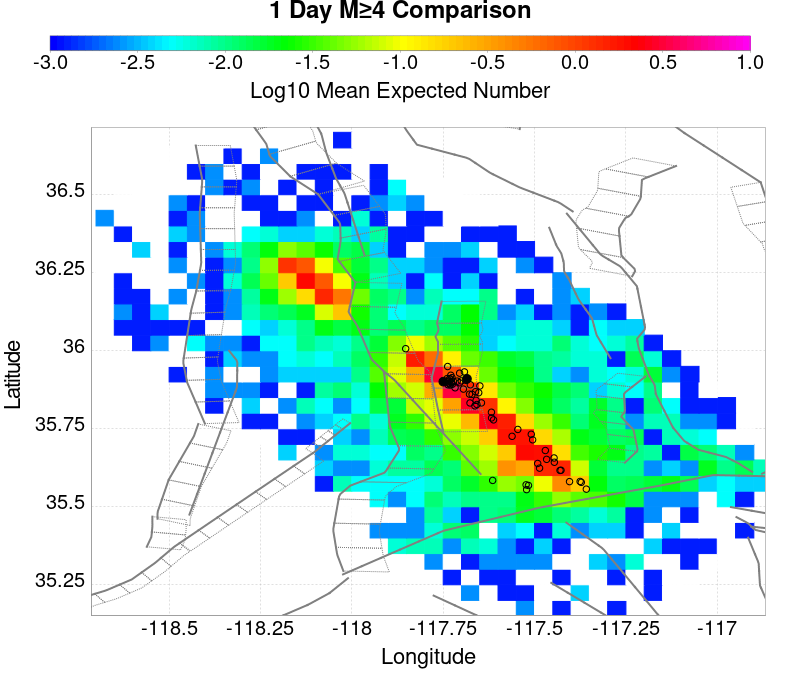 1 Day M≥4 Comparison
-3.0 -2.5 -2.0 -1.5 -1.0 -0.5 0.0 0.5 1.0
Log10 Mean Expected Number
36.5
36.25
36
35.75
35.5
35.25
Latitude
-118.5 -118.25 -118 -117.75 -117.5 -117.25 -117
Longitude